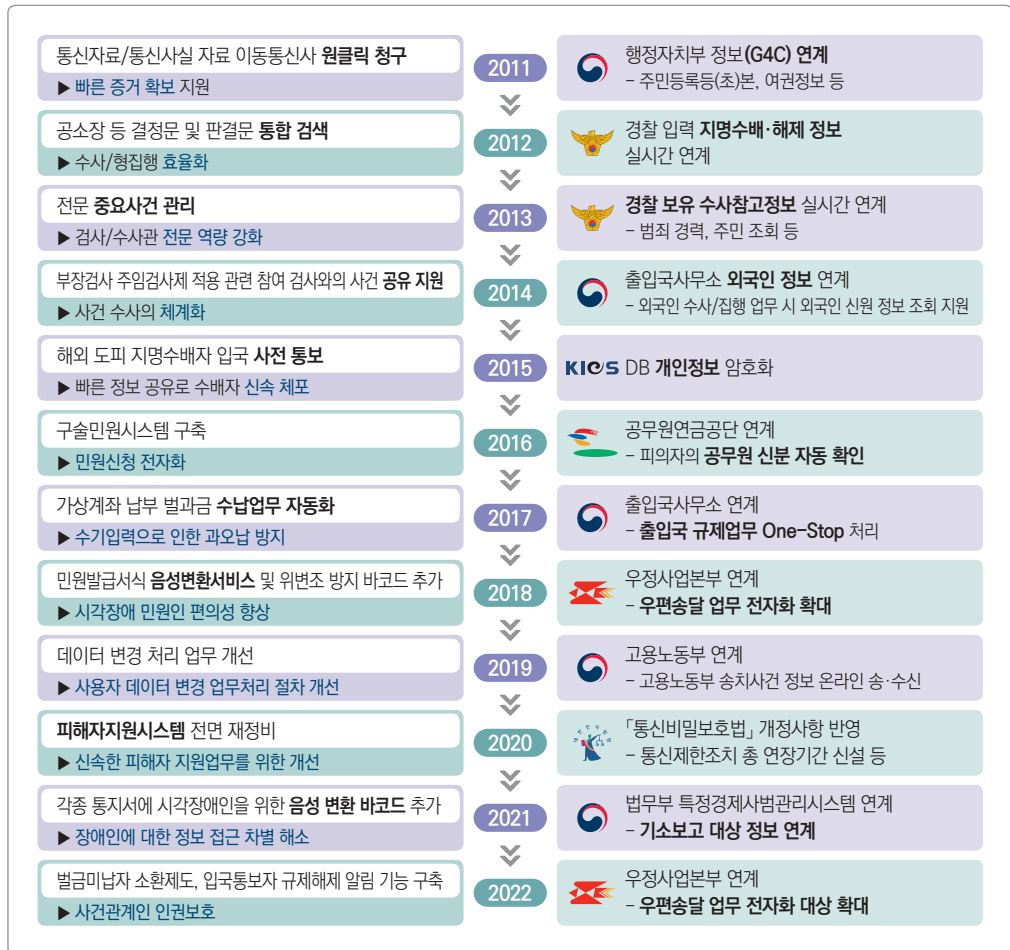 통신자료/통신사실 자료 이동통신사 원클릭 청구
▶ 빠른 증거 확보 지원
2011
행정자치부 정보(G4C) 연계
– 주민등록등(초)본, 여권정보 등
공소장 등 결정문 및 판결문 통합 검색
▶ 수사/형집행 효율화
2012
경찰 입력 지명수배·해제 정보
실시간 연계
전문 중요사건 관리
▶ 검사/수사관 전문 역량 강화
2013
경찰 보유 수사참고정보 실시간 연계
– 범죄 경력, 주민 조회 등
부장검사 주임검사제 적용 관련 참여 검사와의 사건 공유 지원
▶ 사건 수사의 체계화
2014
출입국사무소 외국인 정보 연계
– 외국인 수사/집행 업무 시 외국인 신원 정보 조회 지원
해외 도피 지명수배자 입국 사전 통보
▶ 빠른 정보 공유로 수배자 신속 체포
2015
KICS DB 개인정보 암호화
구술민원시스템 구축
▶ 민원신청 전자화
2016
공무원연금공단 연계
– 피의자의 공무원 신분 자동 확인
가상계좌 납부 벌과금 수납업무 자동화
▶ 수기입력으로 인한 과오납 방지
2017
출입국사무소 연계
– 출입국 규제업무 One-Stop 처리
민원발급서식 음성변환서비스 및 위변조 방지 바코드 추가
▶ 시각장애 민원인 편의성 향상
2018
우정사업본부 연계
– 우편송달 업무 전자화 확대
데이터 변경 처리 업무 개선
▶ 사용자 데이터 변경 업무처리 절차 개선
2019
고용노동부 연계
– 고용노동부 송치사건 정보 온라인 송·수신
피해자지원시스템 전면 재정비
▶ 신속한 피해자 지원업무를 위한 개선
2020
「통신비밀보호법」 개정사항 반영
– 통신제한조치 총 연장기간 신설 등
각종 통지서에 시각장애인을 위한 음성 변환 바코드 추가
▶ 장애인에 대한 정보 접근 차별 해소
2021
법무부 특정경제사범관리시스템 연계
– 기소보고 대상 정보 연계
벌금미납자 소환제도, 입국통보자 규제해제 알림 기능 구축
▶ 사건관계인 인권보호
2022
우정사업본부 연계
– 우편송달 업무 전자화 대상 확대